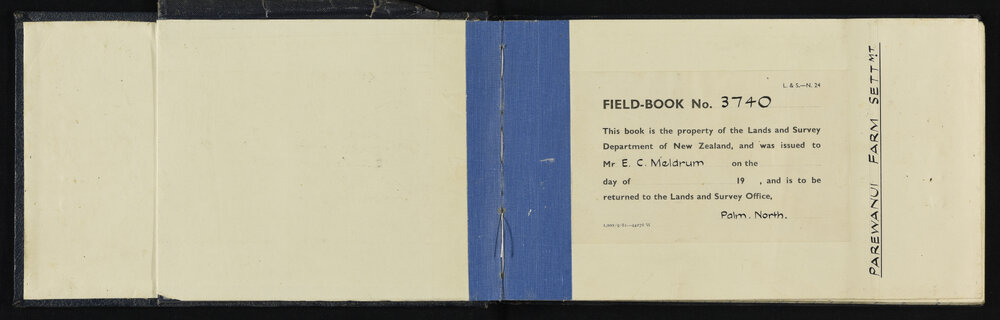 L. & S.—N. 24
FIELD-BOOK No. 3740
This book is the property of the Lands and Survey
Department of New Zealand, and was issued to
Mr E. C. Meldrum on the
day of 19 , and is to be
returned to the Lands and Survey Office,
Palm. North.
PAREWANUI FARM SETTMT